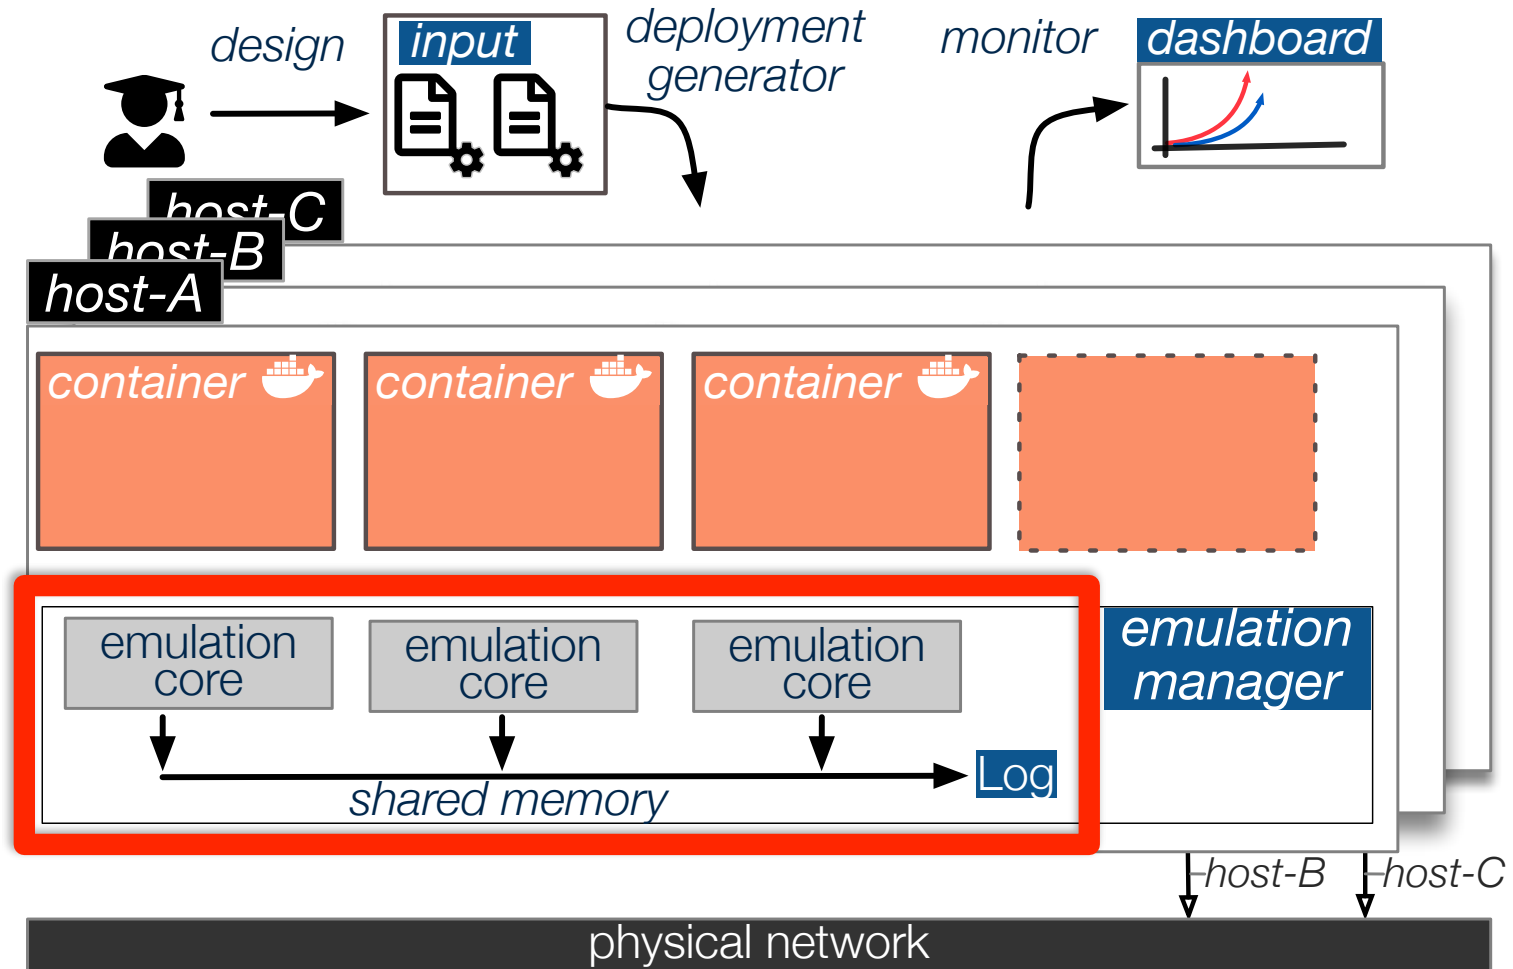 design
input
deployment
generator
monitor
dashboard
host-C
host-B
host-A
container
container
container
emulation
core
emulation
core
emulation
core
emulation
manager
shared memory
Log
host-B
host-C
physical network